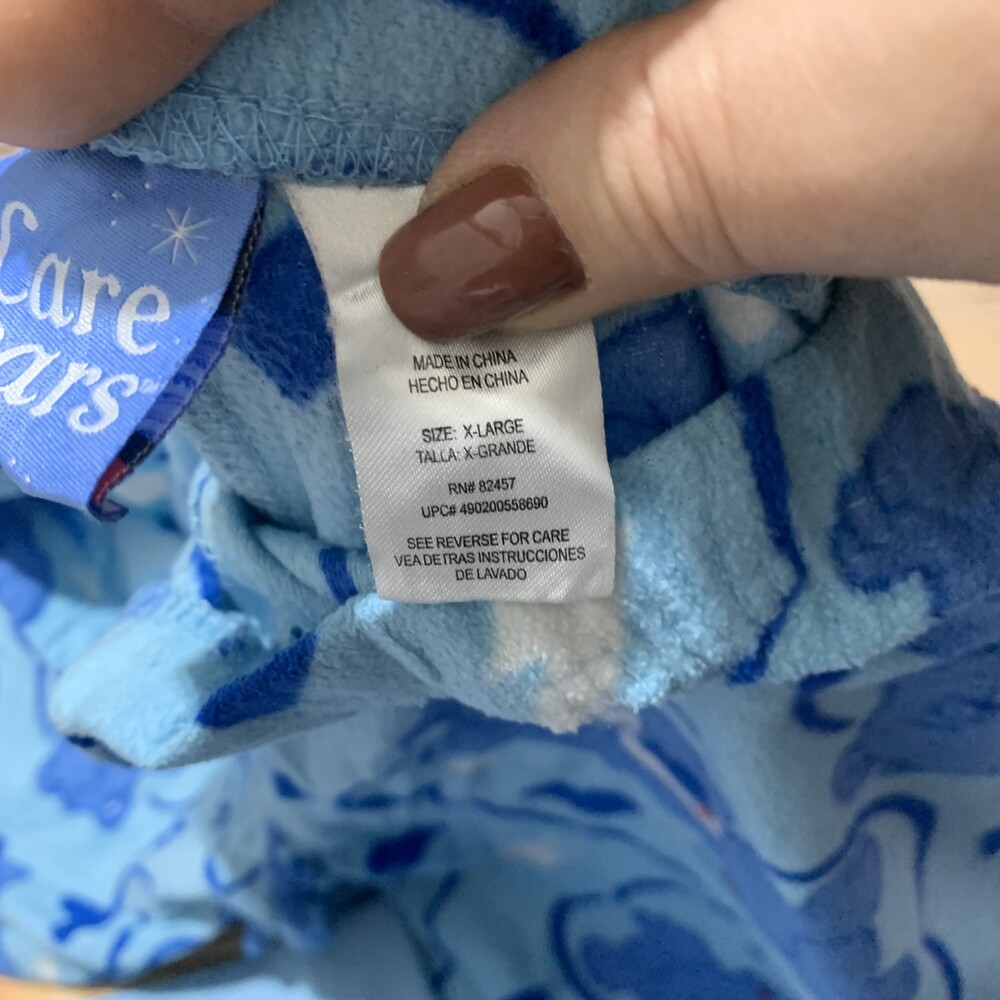 Care
ars
MADE IN CHINA
HECHO EN CHINA
SIZE: X-LARGE
TALLA: X-GRANDE
RN# 82457
UPC# 490200558690
SEE REVERSE FOR CARE
VEA DETRAS INSTRUCCIONES
DE LAVADO